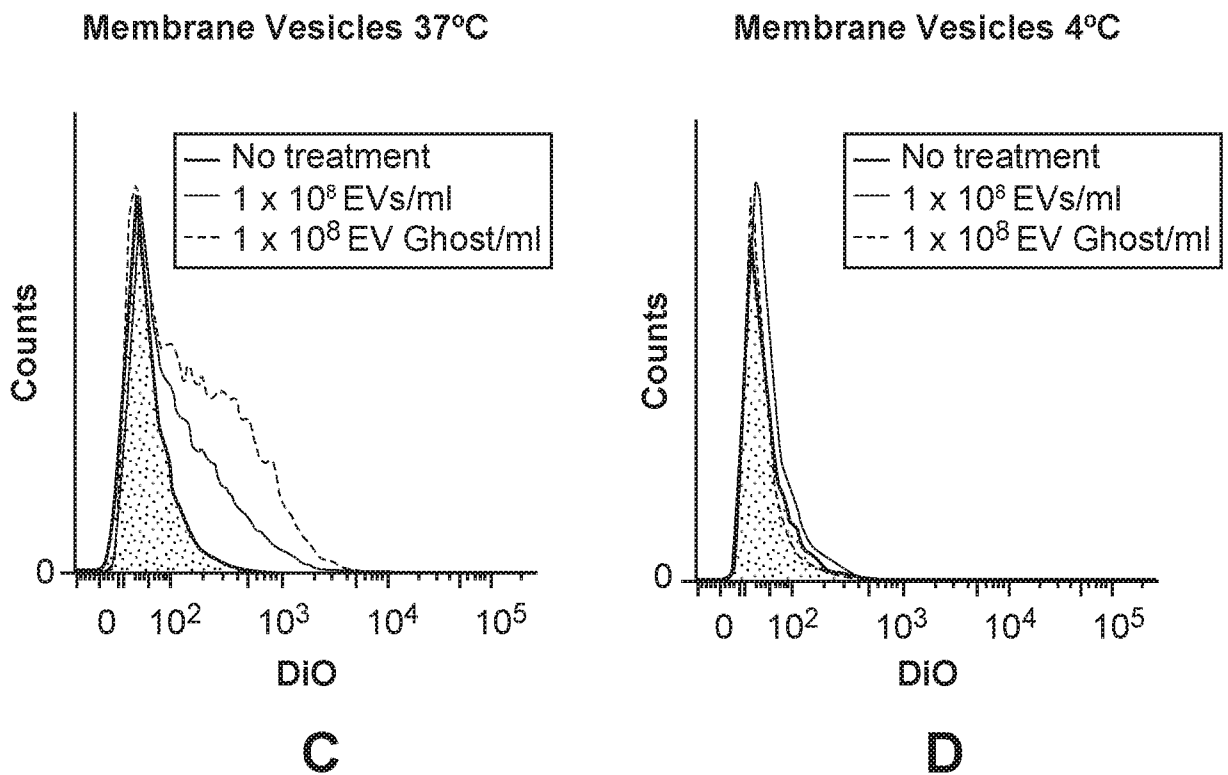 Membrane Vesicles 37ºC
No treatment
1 x 10⁸ EVs/ml
1 x 10⁸ EV Ghost/ml
Counts
0
0 10² 10³ 10⁴ 10⁵
DiO
C
Membrane Vesicles 4ºC
No treatment
1 x 10⁸ EVs/ml
1 x 10⁸ EV Ghost/ml
Counts
0
0 10² 10³ 10⁴ 10⁵
DiO
D